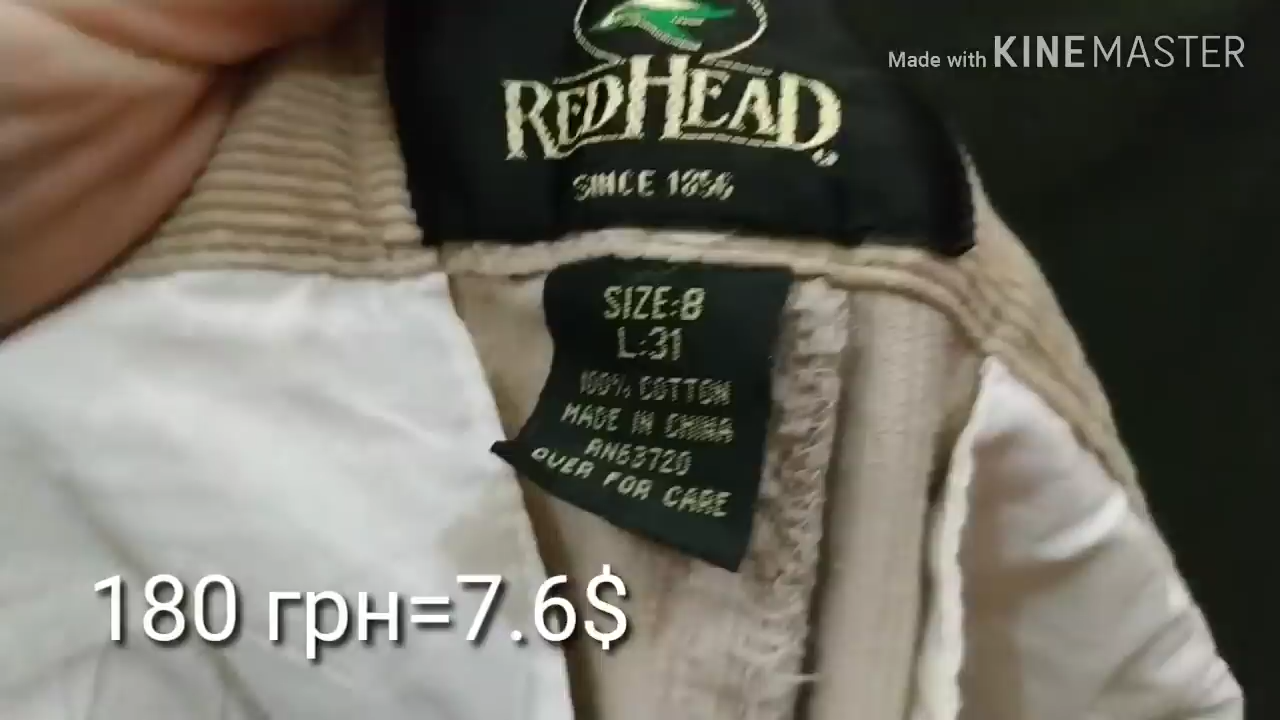 Made with KINEMASTER
REDHEAD®
SINCE 1856
SIZE:8
L:31
100% COTTON
MADE IN CHINA
RN63720
OVER FOR CARE
180 грн=7.6$